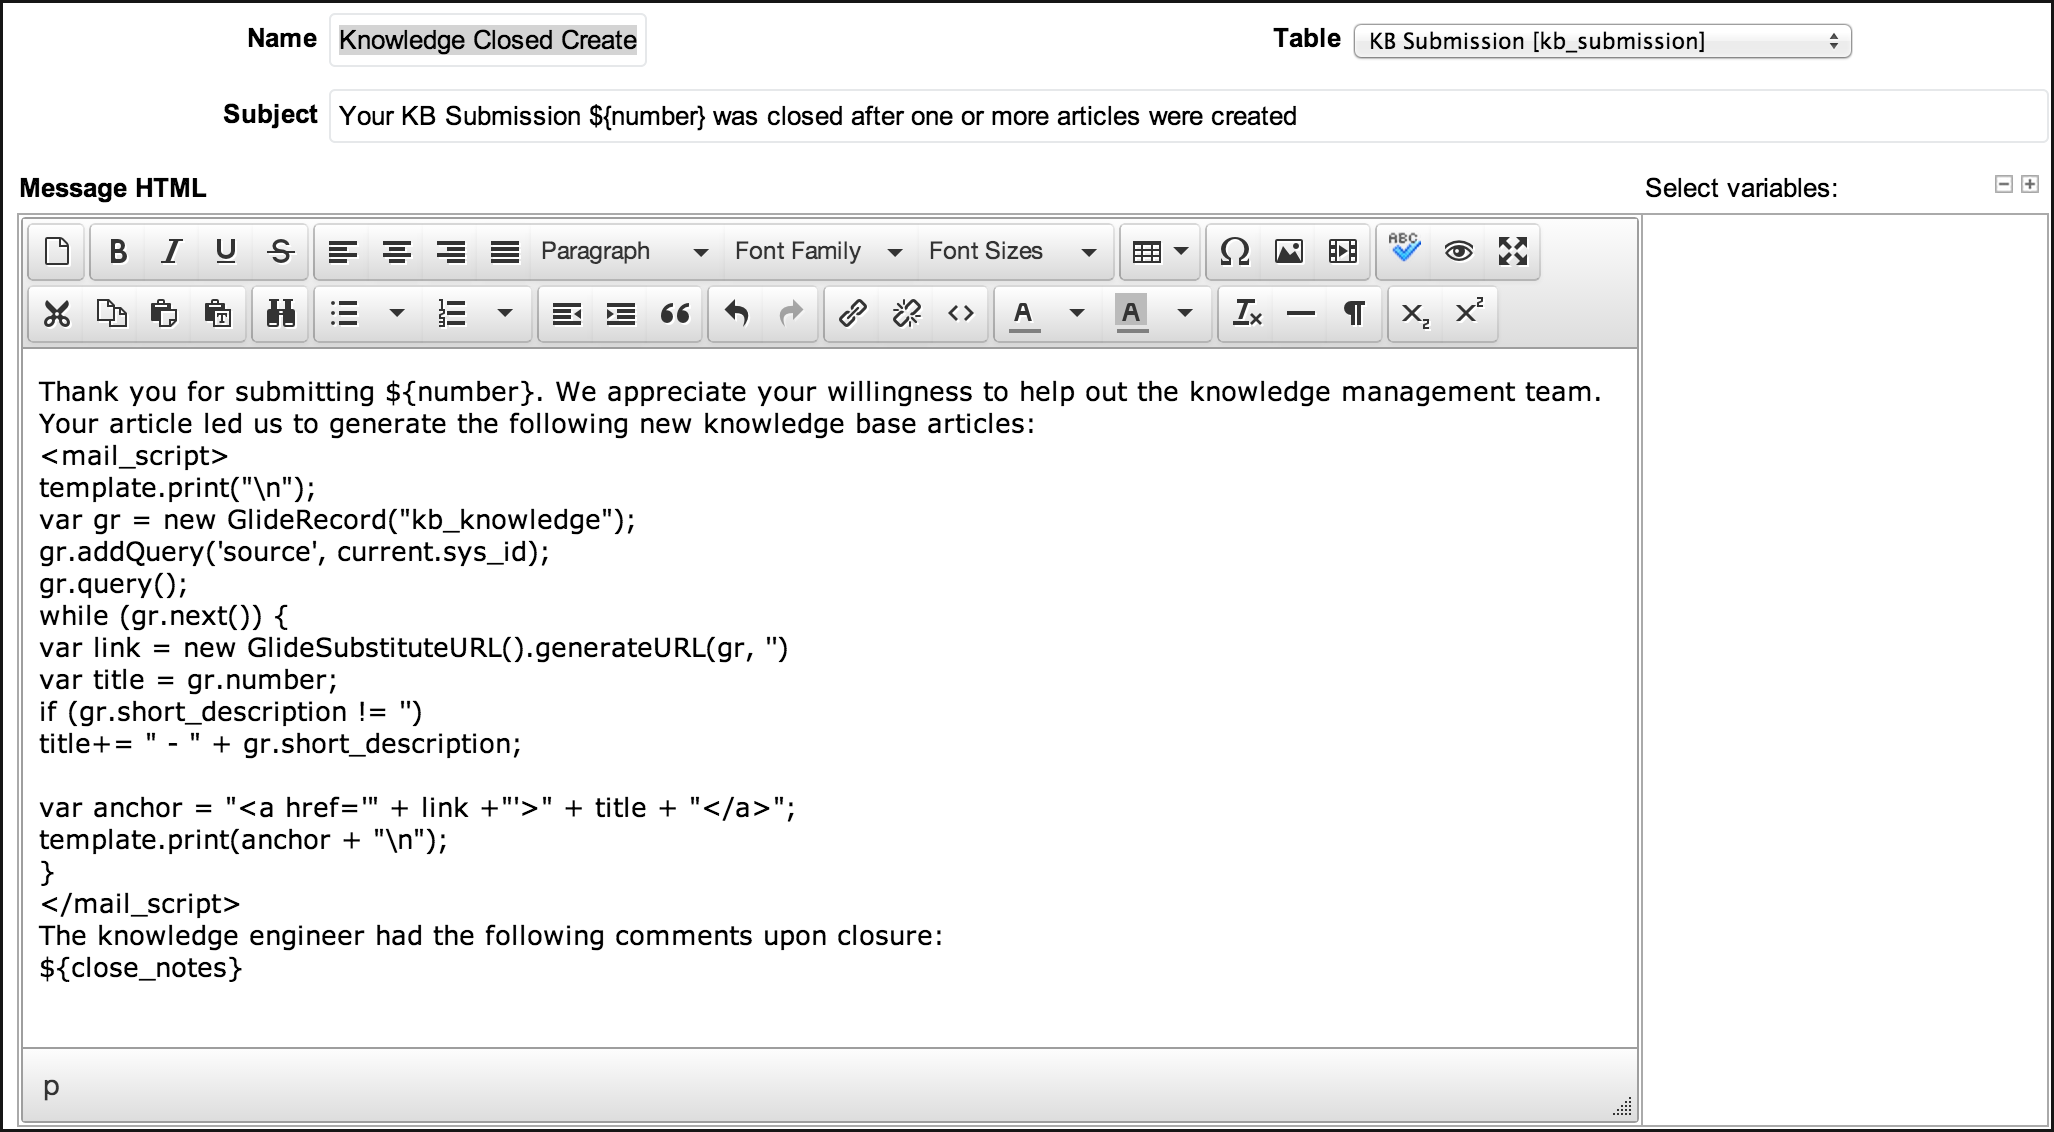 Name Knowledge Closed Create Table KB Submission [kb_submission]
Subject Your KB Submission ${number} was closed after one or more articles were created
Message HTML Select variables:
B I U S Paragraph Font Family Font Sizes Ω ABC
T A A Tx ¶ X2 X2
Thank you for submitting ${number}. We appreciate your willingness to help out the knowledge management team.
Your article led us to generate the following new knowledge base articles:
<mail_script>
template.print("\n");
var gr = new GlideRecord("kb_knowledge");
gr.addQuery('source', current.sys_id);
gr.query();
while (gr.next()) {
var link = new GlideSubstituteURL().generateURL(gr, '')
var title = gr.number;
if (gr.short_description != '')
title+= " - " + gr.short_description;
var anchor = "<a href='" + link +"'>" + title + "</a>";
template.print(anchor + "\n");
}
</mail_script>
The knowledge engineer had the following comments upon closure:
${close_notes}
p